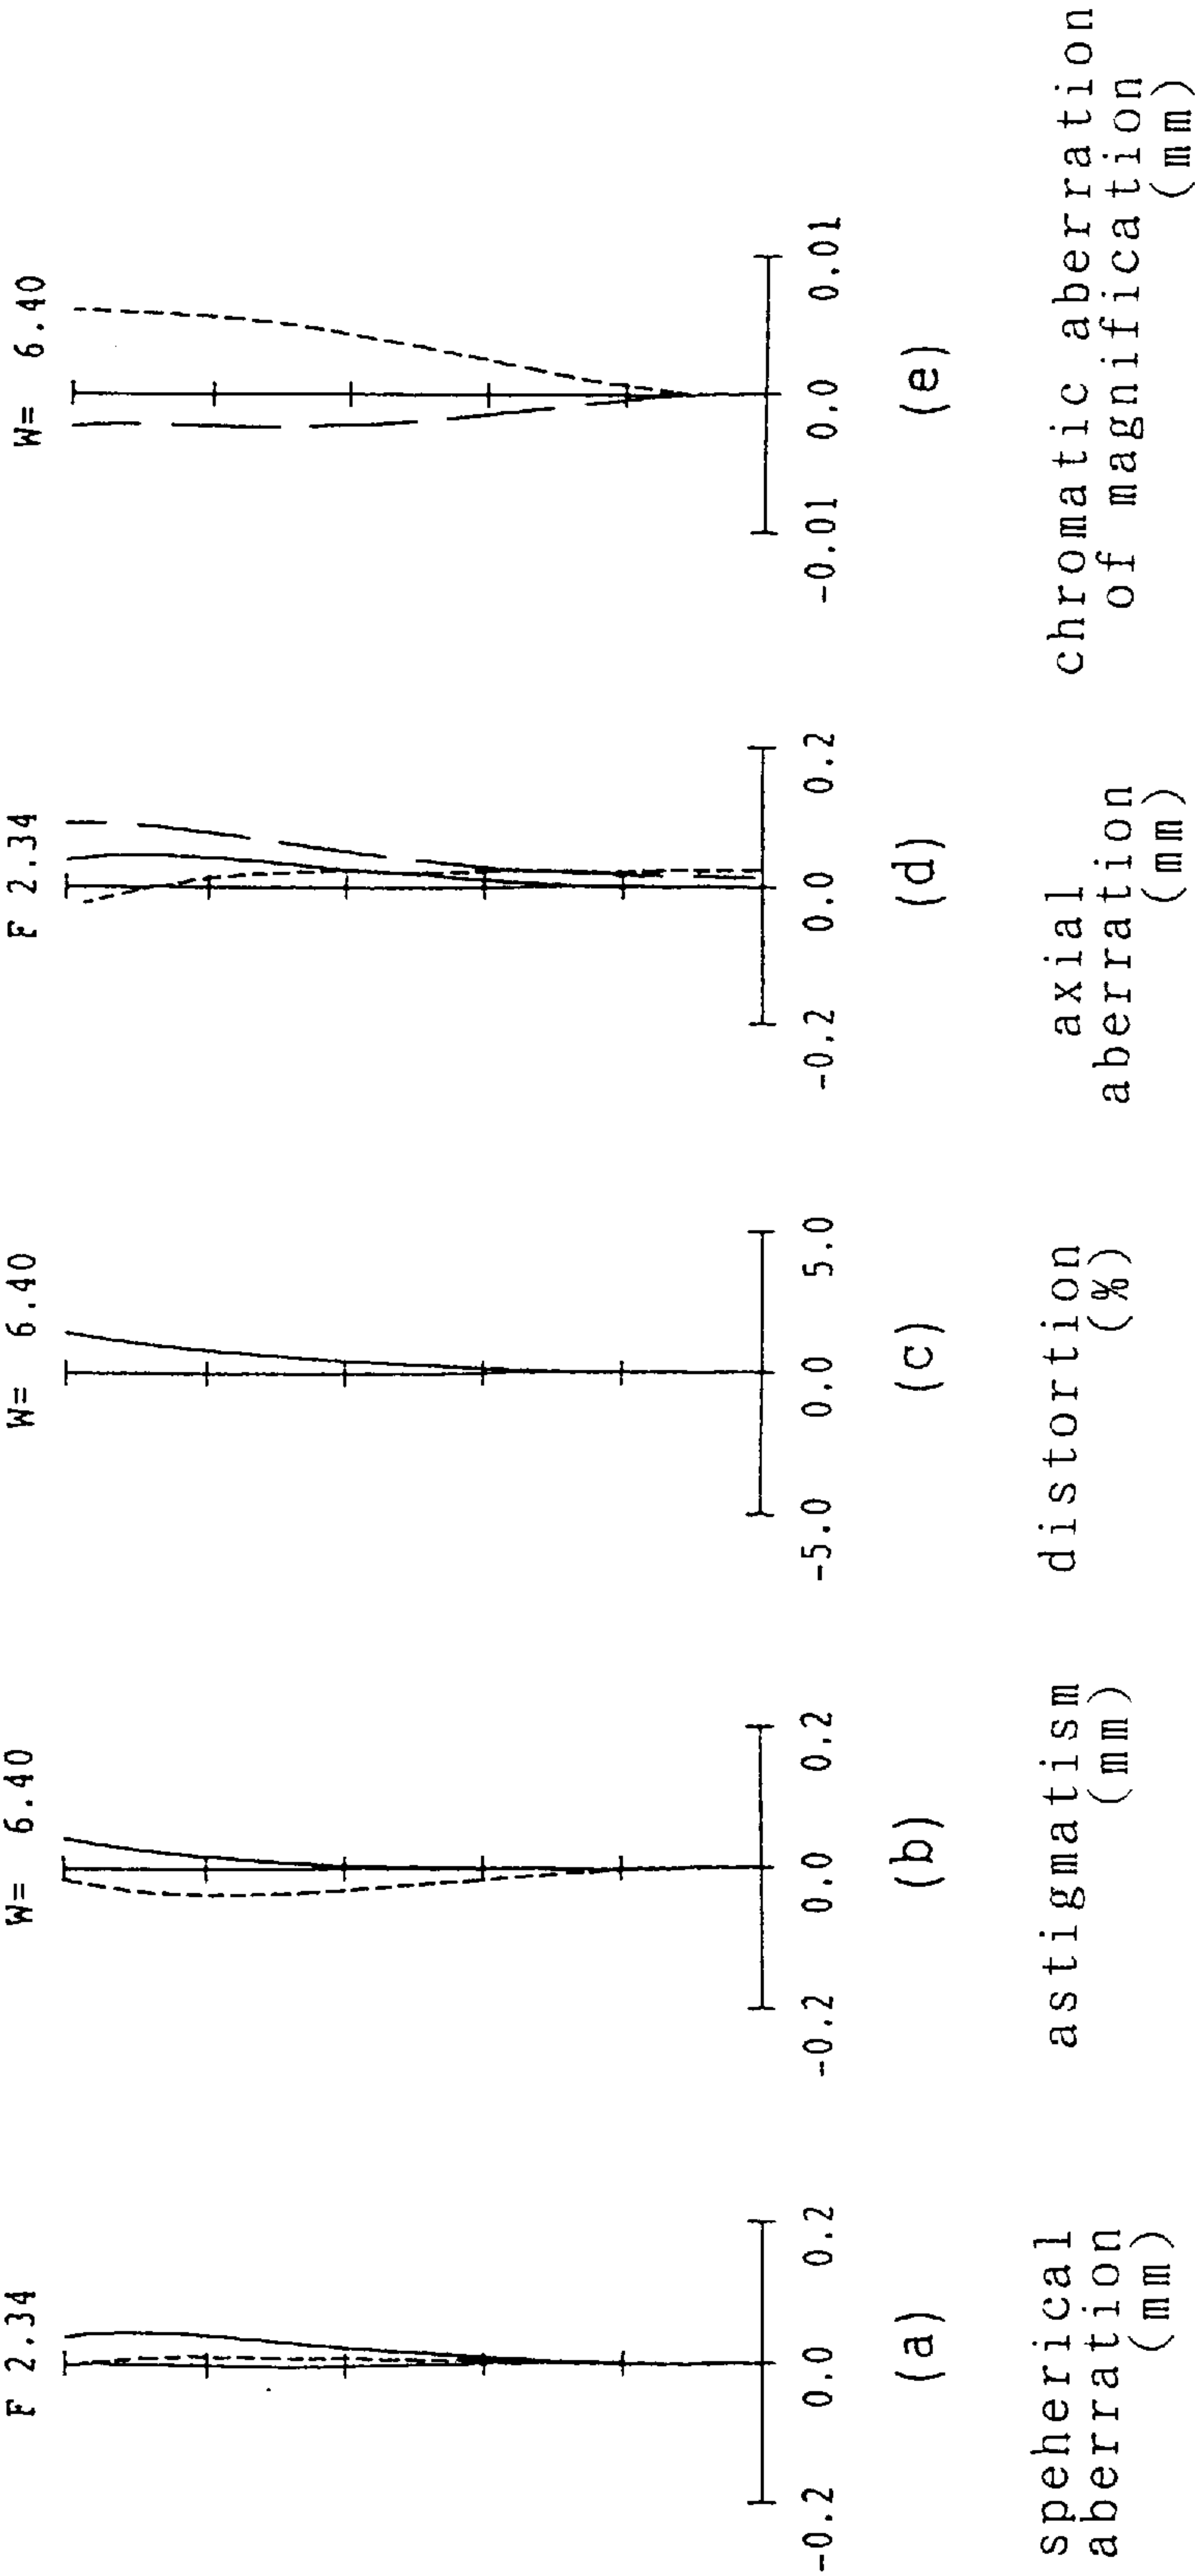 F 2.34
-0.2 0.0 0.2
(a)
speherical
aberration
(mm)
W= 6.40
-0.2 0.0 0.2
(b)
astigmatism
(mm)
W= 6.40
-5.0 0.0 5.0
(c)
distortion
(%)
F 2.34
-0.2 0.0 0.2
(d)
axial
aberration
(mm)
W= 6.40
-0.01 0.0 0.01
(e)
chromatic aberration
of magnification
(mm)